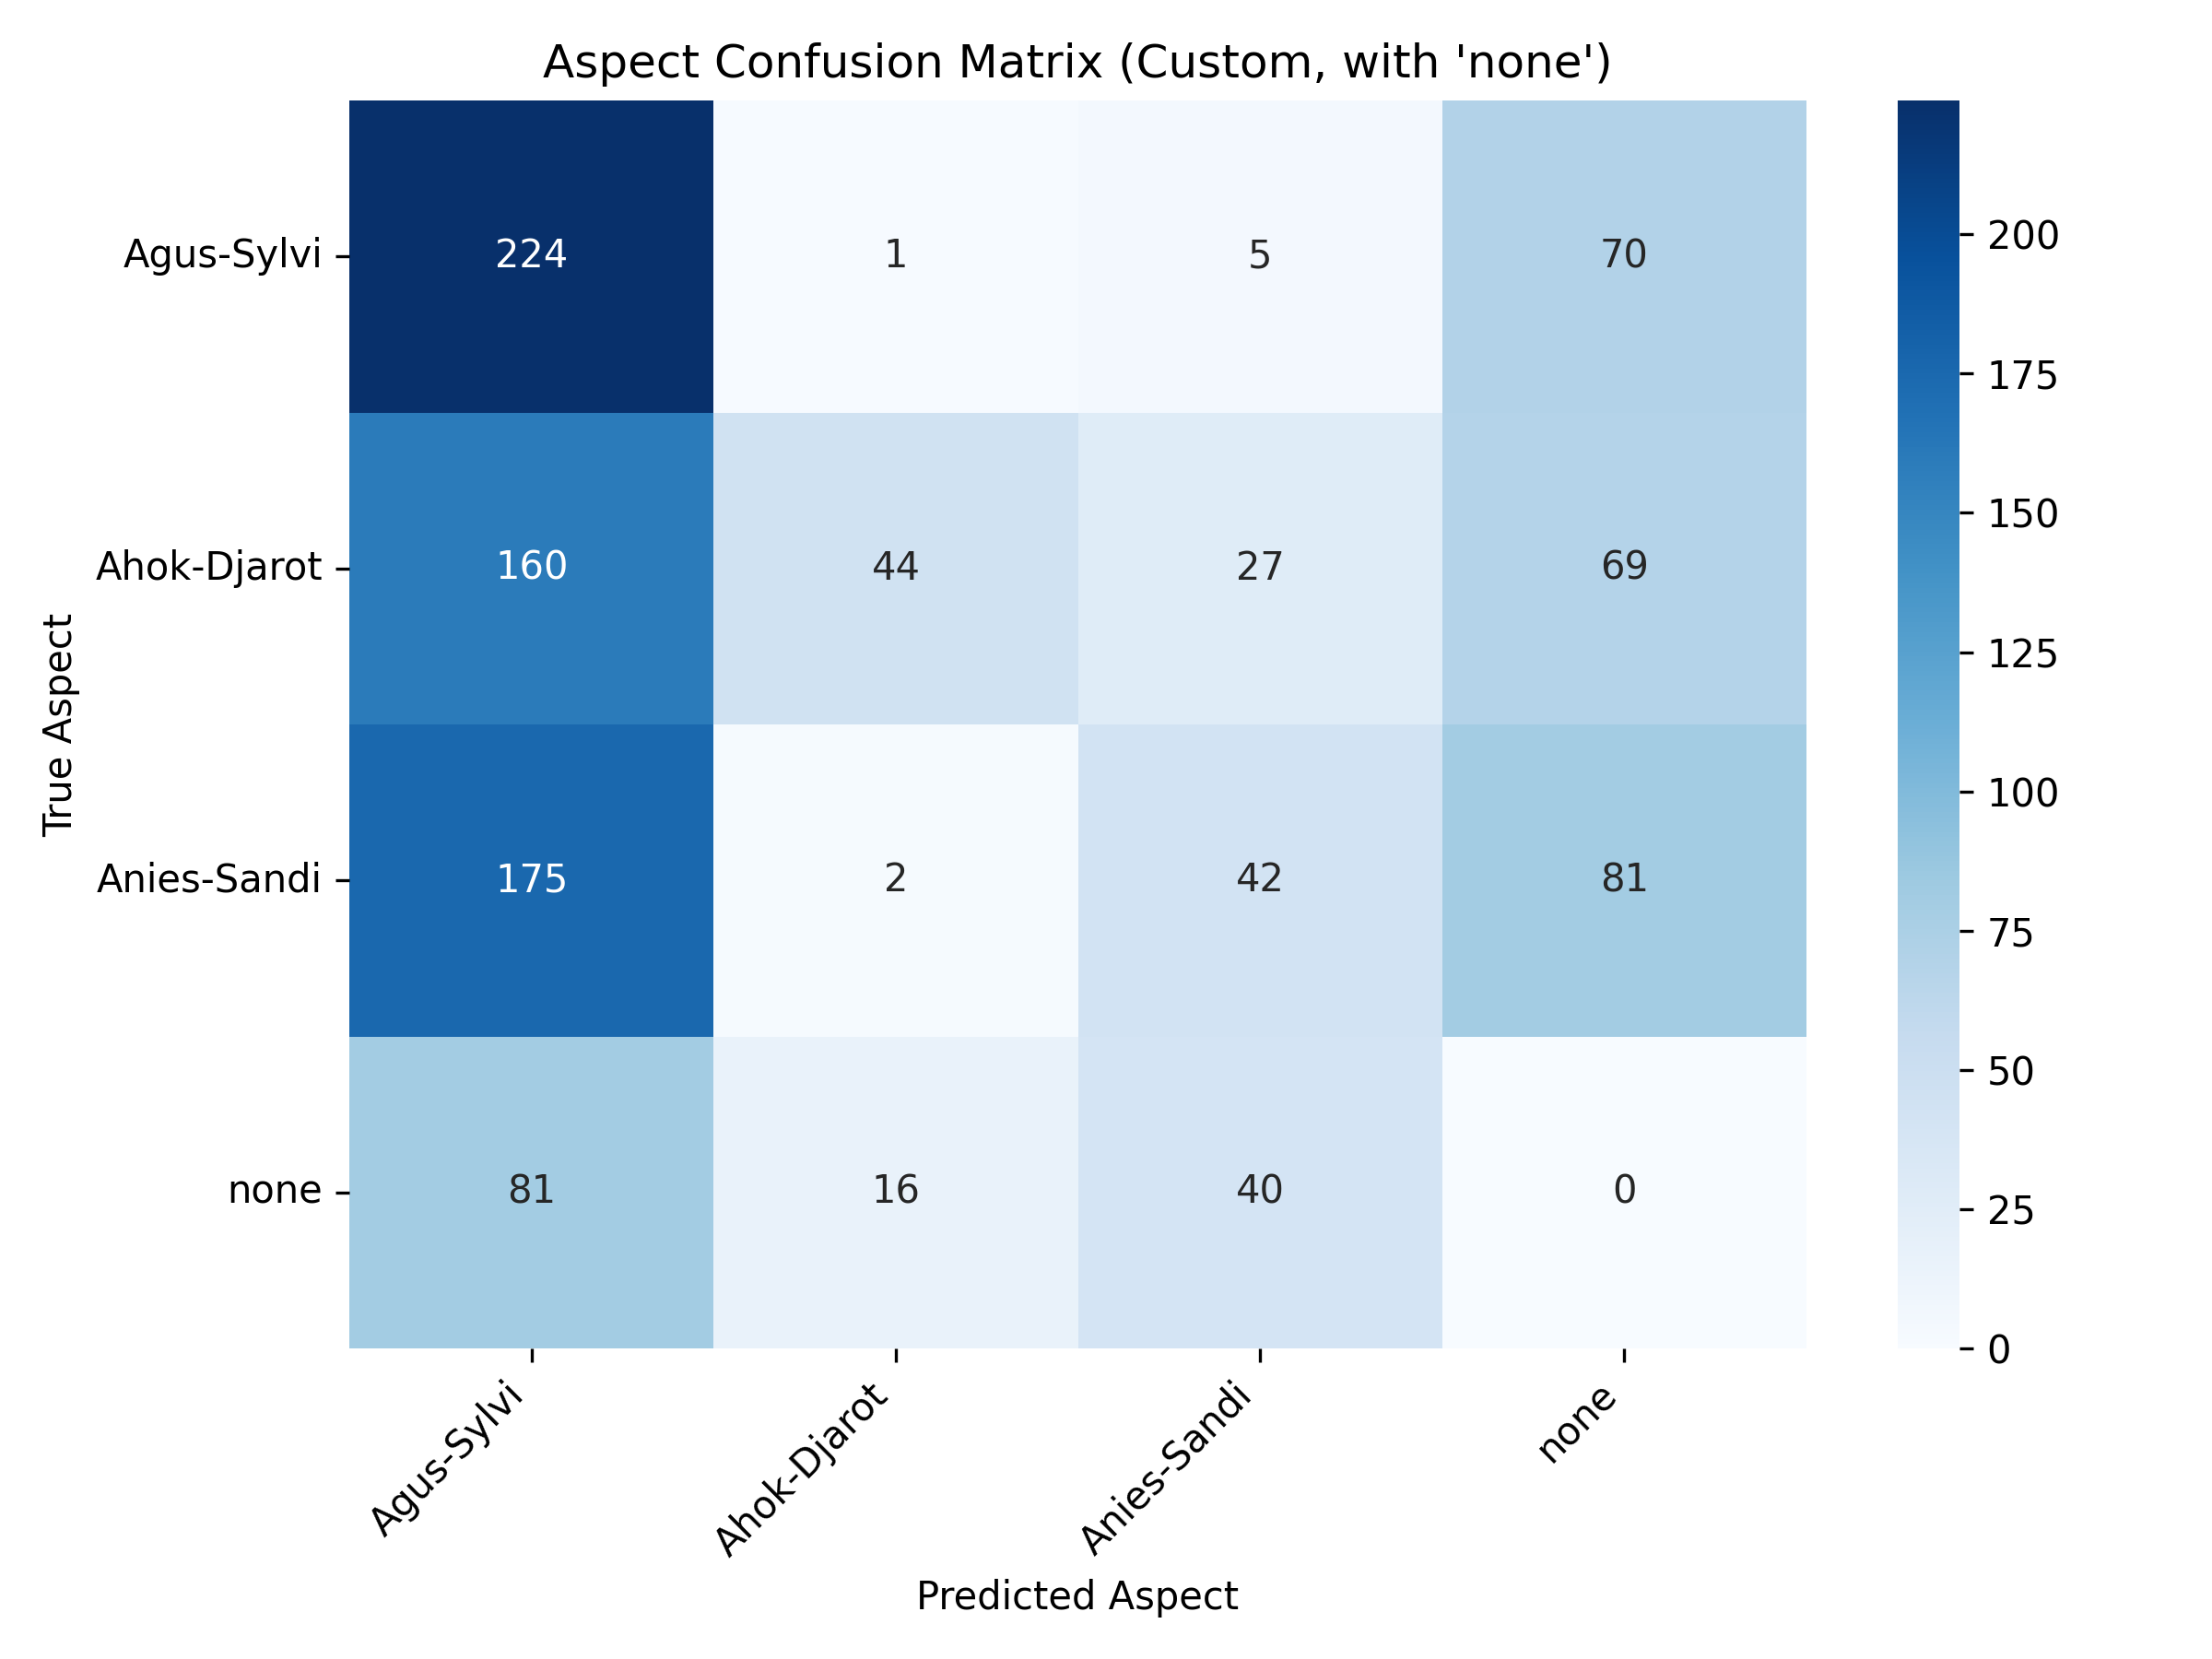 Aspect Confusion Matrix (Custom, with 'none')
Agus-Sylvi 224 1 5 70
Ahok-Djarot 160 44 27 69
Anies-Sandi 175 2 42 81
none 81 16 40 0
True Aspect
Agus-Sylvi Ahok-Djarot Anies-Sandi none
Predicted Aspect
200
175
150
125
100
75
50
25
0